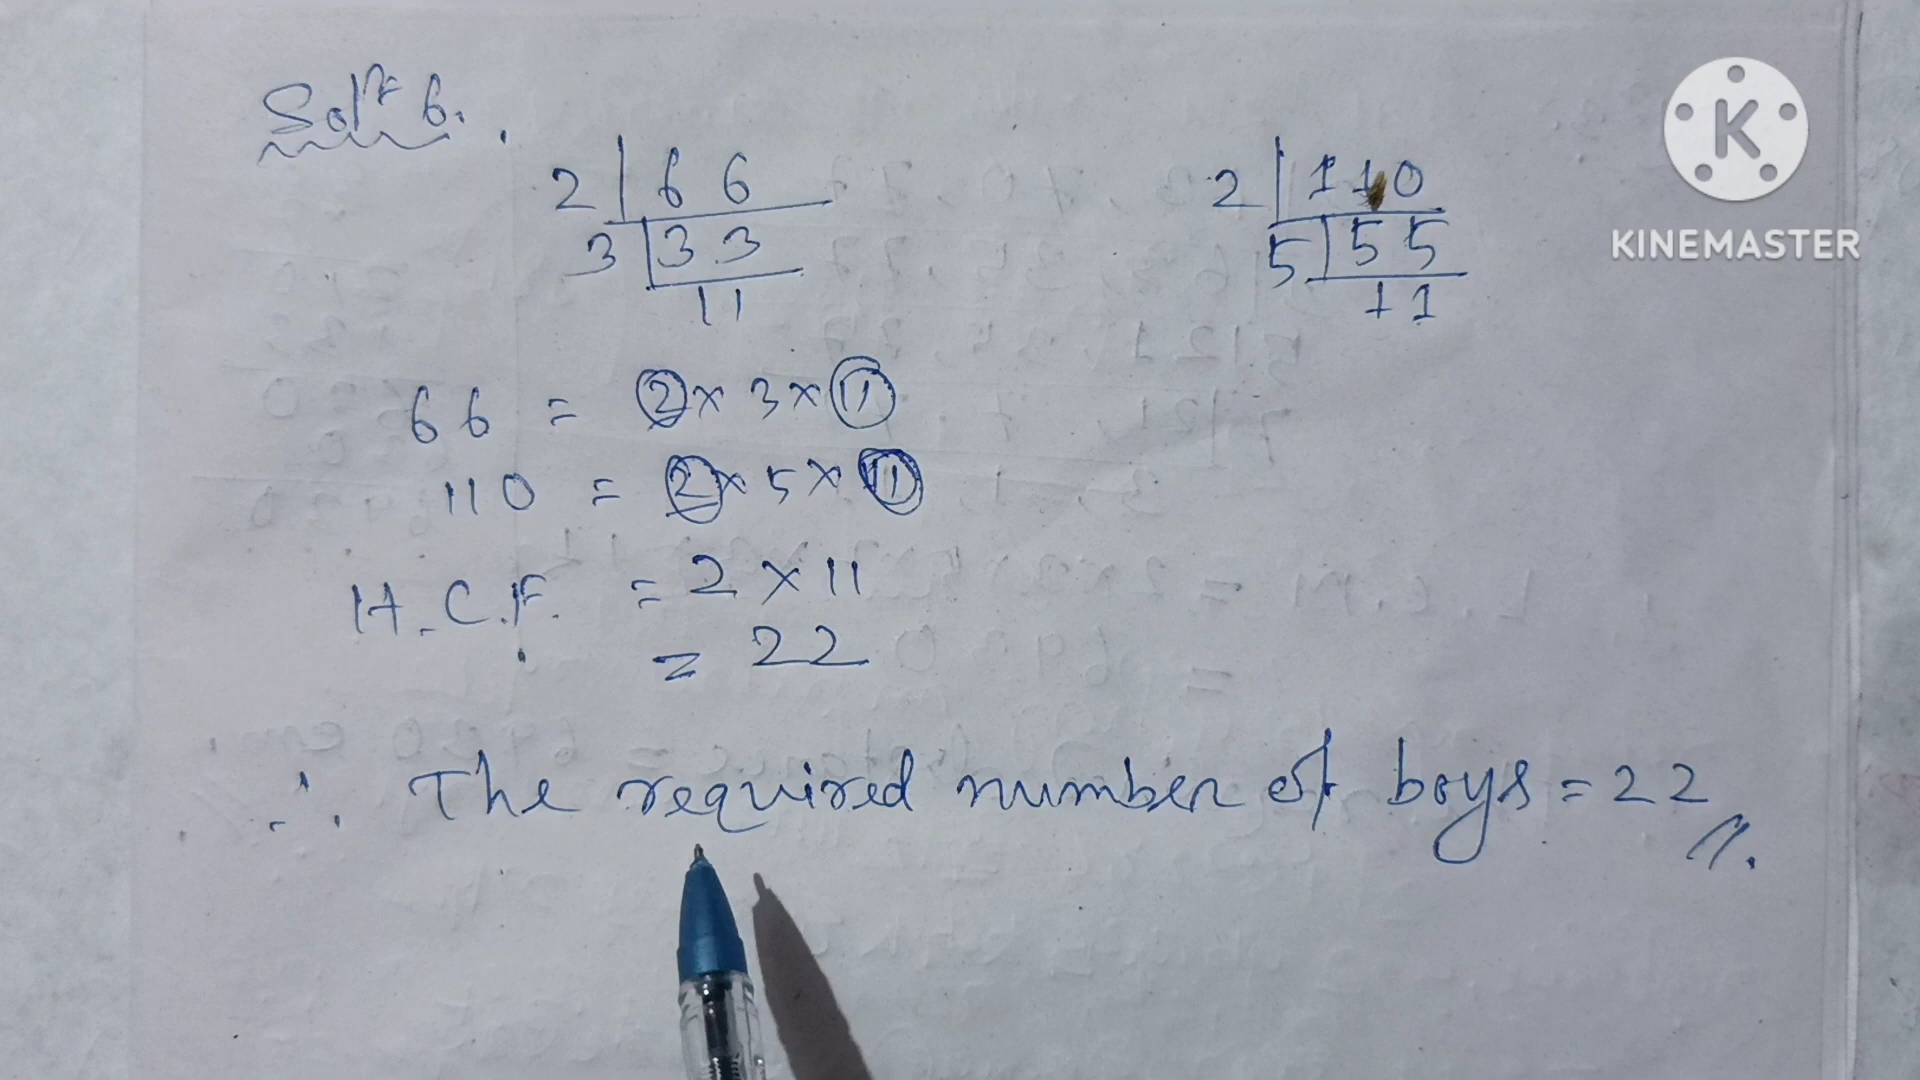 Solⁿ 6.
2 | 66
3 | 33
11
2 | 110
5 | 55
11
66 = 2 × 3 × 11
110 = 2 × 5 × 11
H.C.F. = 2 × 11
= 22
∴ The required number of boys = 22
K
KINEMASTER